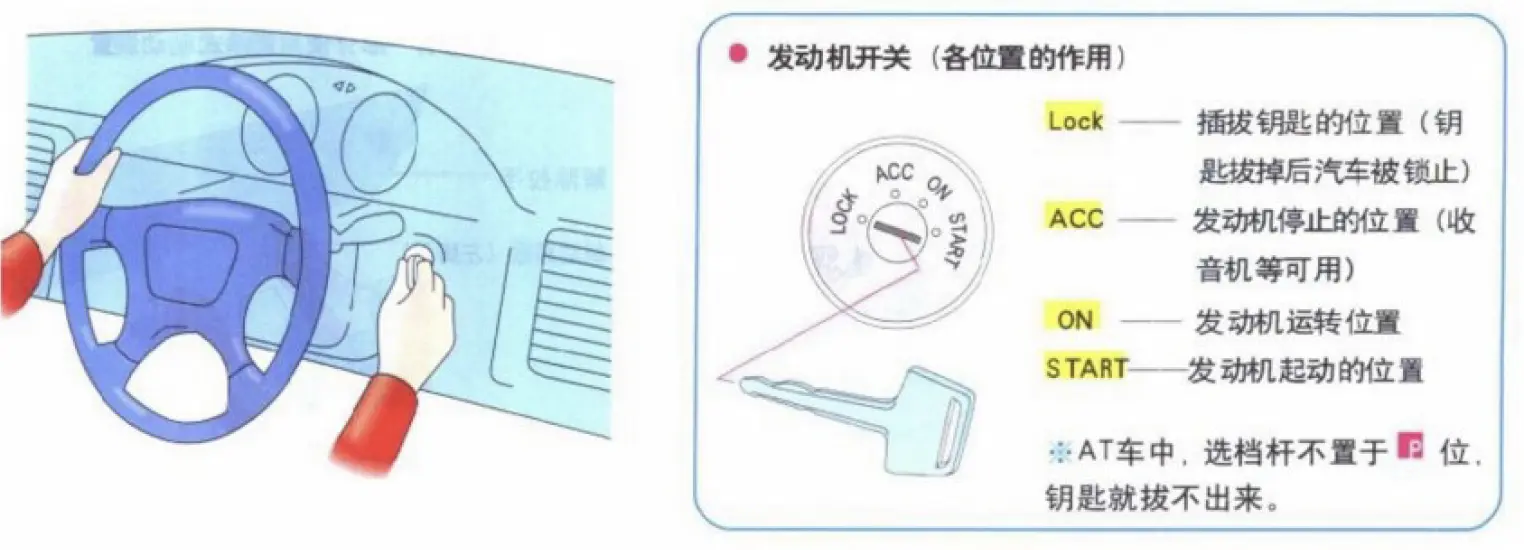 发动机开关（各位置的作用）
LOCK
ACC
ON
START
Lock —— 插拔钥匙的位置（钥
匙拔掉后汽车被锁止）
ACC —— 发动机停止的位置（收
音机等可用）
ON —— 发动机运转位置
START——发动机起动的位置
※AT车中，选档杆不置于 P 位，
钥匙就拔不出来。